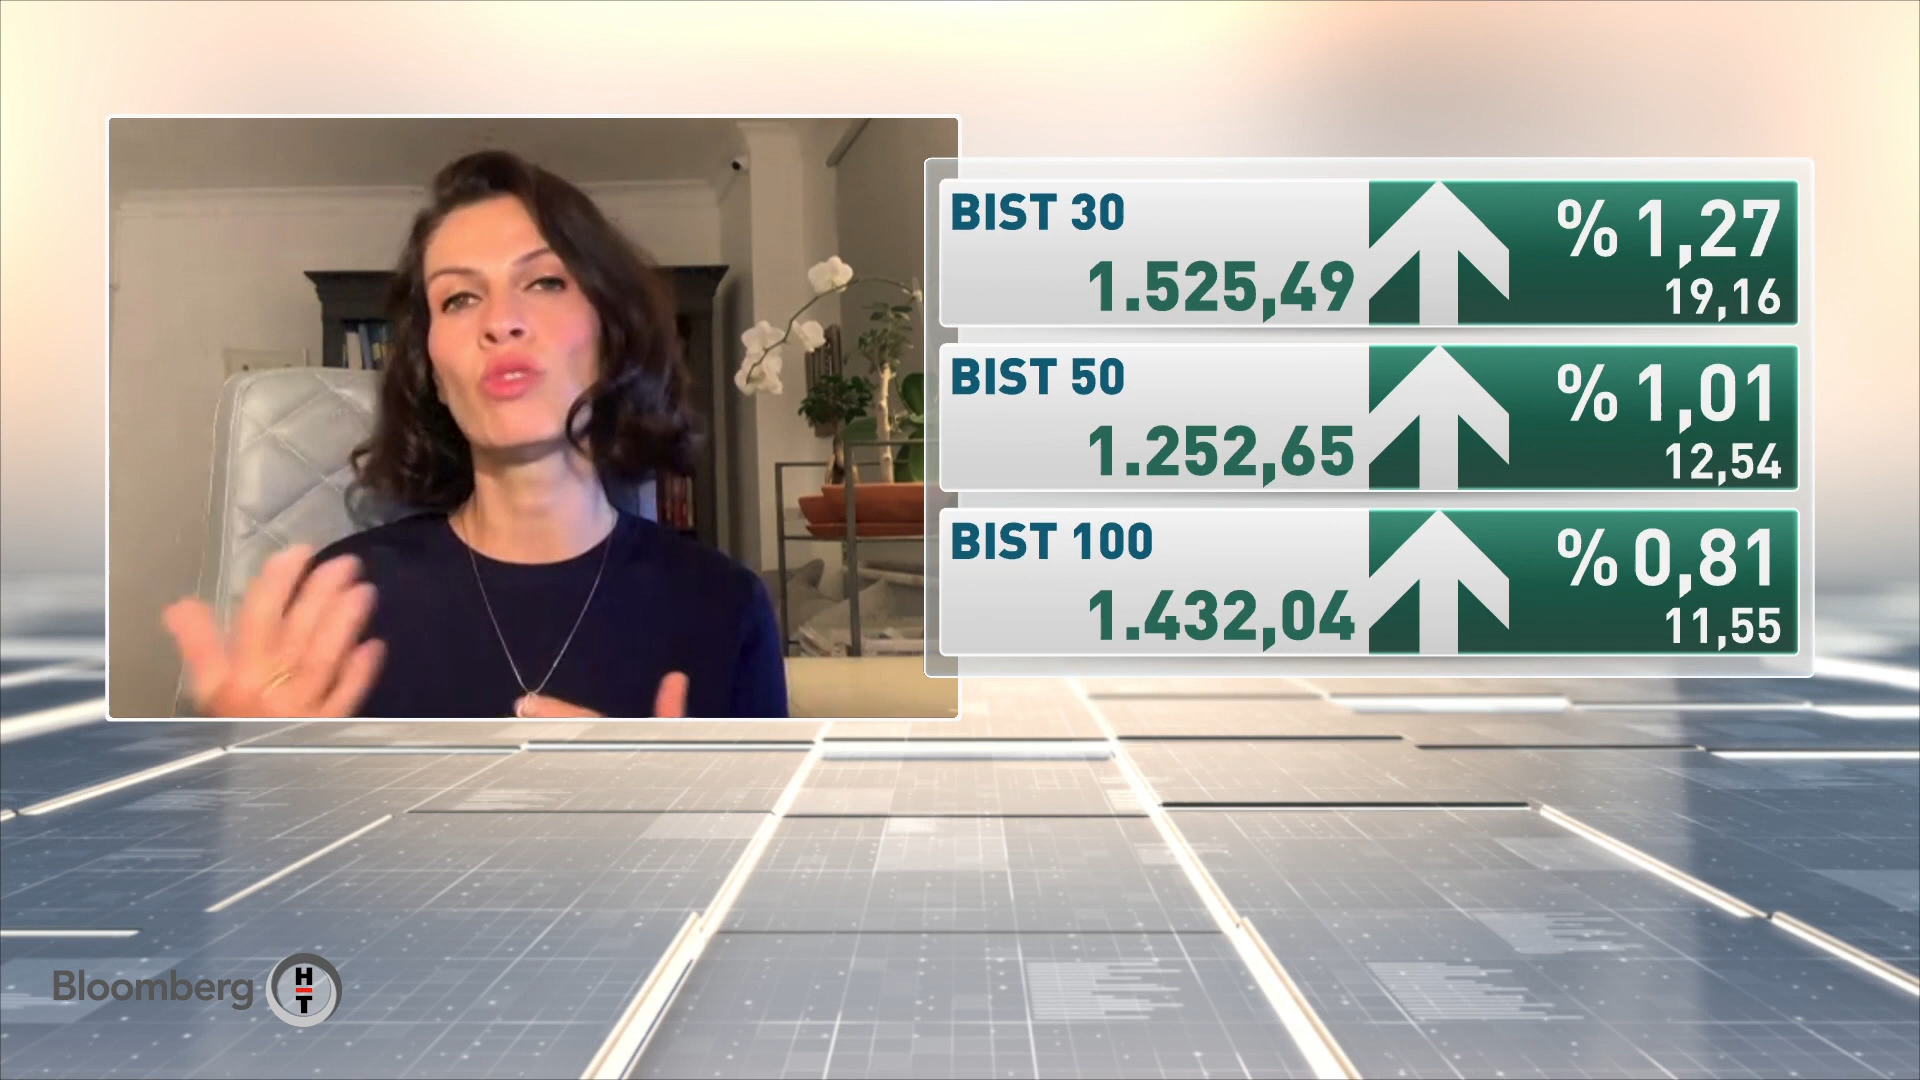 BIST 30
1.525,49
% 1,27
19,16
BIST 50
1.252,65
% 1,01
12,54
BIST 100
1.432,04
% 0,81
11,55
Bloomberg HT